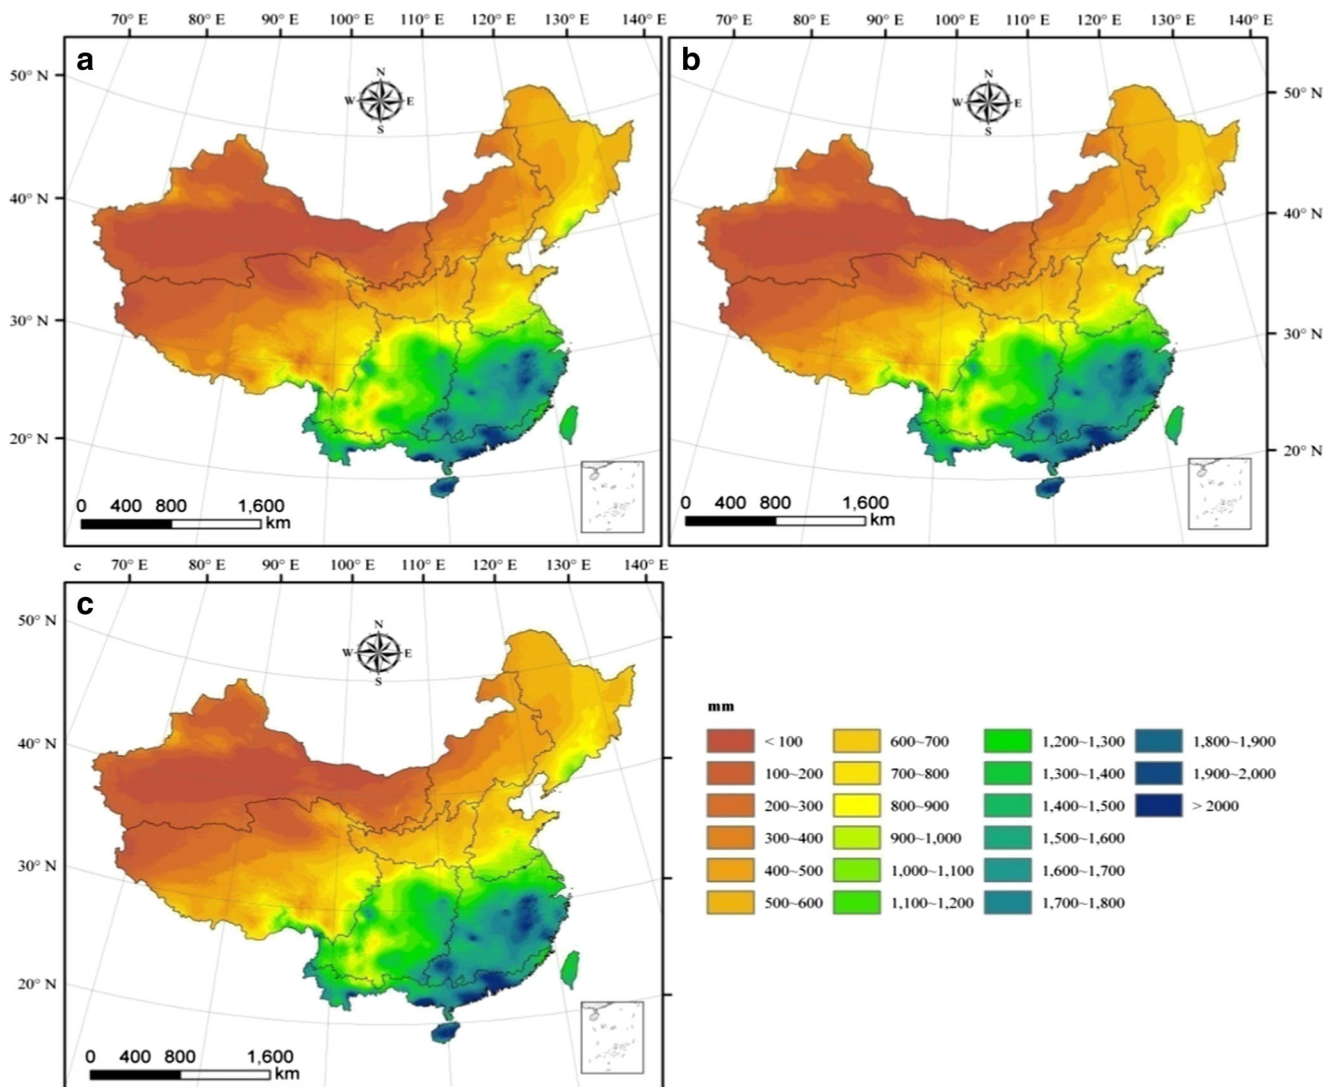 70° E 80° E 90° E 100° E 110° E 120° E 130° E 140° E
70° E 80° E 90° E 100° E 110° E 120° E 130° E 140° E
a
N
W E
S
50° N
40° N
30° N
20° N
0 400 800 1,600
km
b
N
W E
S
50° N
40° N
30° N
20° N
0 400 800 1,600
km
c
70° E 80° E 90° E 100° E 110° E 120° E 130° E 140° E
c
N
W E
S
50° N
40° N
30° N
20° N
0 400 800 1,600
km
mm
< 100
100~200
200~300
300~400
400~500
500~600
600~700
700~800
800~900
900~1,000
1,000~1,100
1,100~1,200
1,200~1,300
1,300~1,400
1,400~1,500
1,500~1,600
1,600~1,700
1,700~1,800
1,800~1,900
1,900~2,000
> 2000